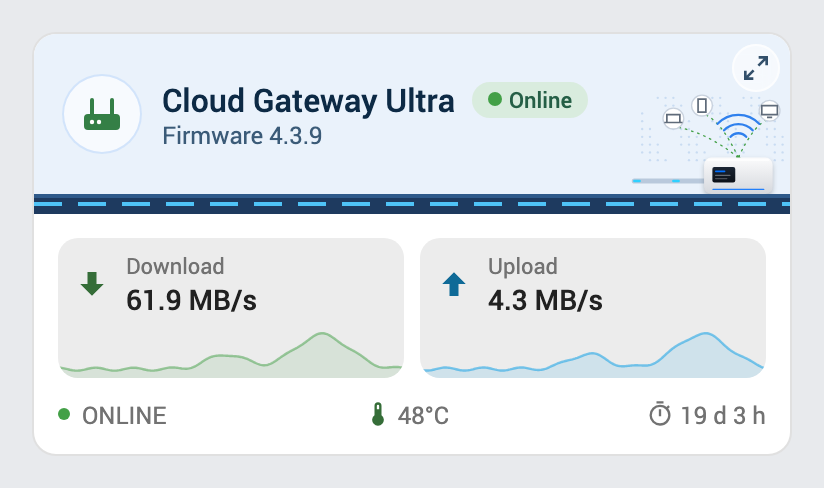 Cloud Gateway Ultra
Online
Firmware 4.3.9
Download
61.9 MB/s
Upload
4.3 MB/s
ONLINE
48°C
19 d 3 h